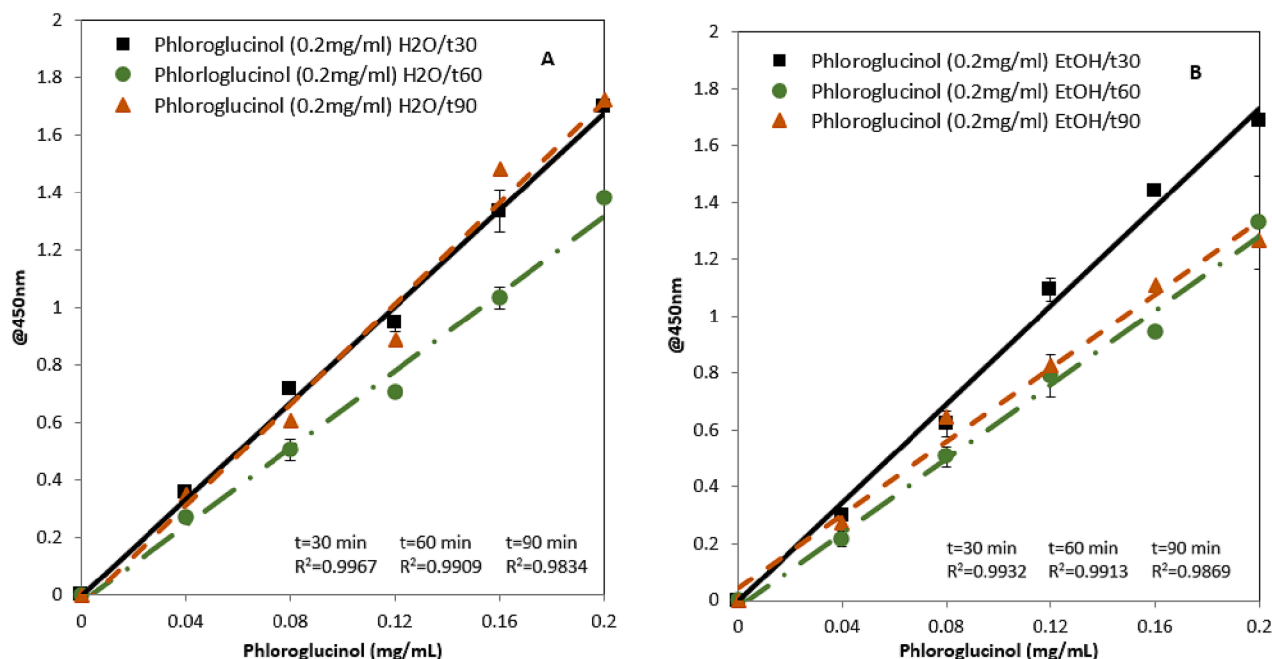 A
Phloroglucinol (0.2mg/ml) H2O/t30
Phlorloglucinol (0.2mg/ml) H2O/t60
Phloroglucinol (0.2mg/ml) H2O/t90
@450nm
2
1.8
1.6
1.4
1.2
1
0.8
0.6
0.4
0.2
0
t=30 min t=60 min t=90 min
R²=0.9967 R²=0.9909 R²=0.9834
0 0.04 0.08 0.12 0.16 0.2
Phloroglucinol (mg/mL)
B
Phloroglucinol (0.2mg/ml) EtOH/t30
Phloroglucinol (0.2mg/ml) EtOH/t60
Phloroglucinol (0.2mg/ml) EtOH/t90
@450nm
2
1.8
1.6
1.4
1.2
1
0.8
0.6
0.4
0.2
0
t=30 min t=60 min t=90 min
R²=0.9932 R²=0.9913 R²=0.9869
0 0.04 0.08 0.12 0.16 0.2
Phloroglucinol (mg/mL)